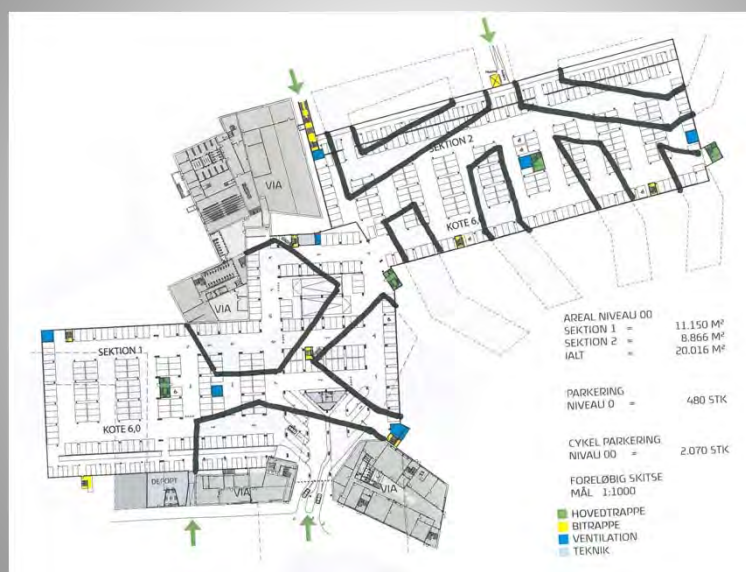 SEKTION 2
VIA
KOTE 6,0
VIA
SEKTION 1
KOTE 6,0
DEPOT
VIA
VIA
AREAL NIVEAU 00
SEKTION 1 = 11.150 M²
SEKTION 2 = 8.866 M²
IALT = 20.016 M²
PARKERING
NIVEAU 0 = 480 STK
CYKEL PARKERING
NIVAU 00 = 2.070 STK
FORELØBIG SKITSE
MÅL 1:1000
HOVEDTRAPPE
BITRAPPE
VENTILATION
TEKNIK